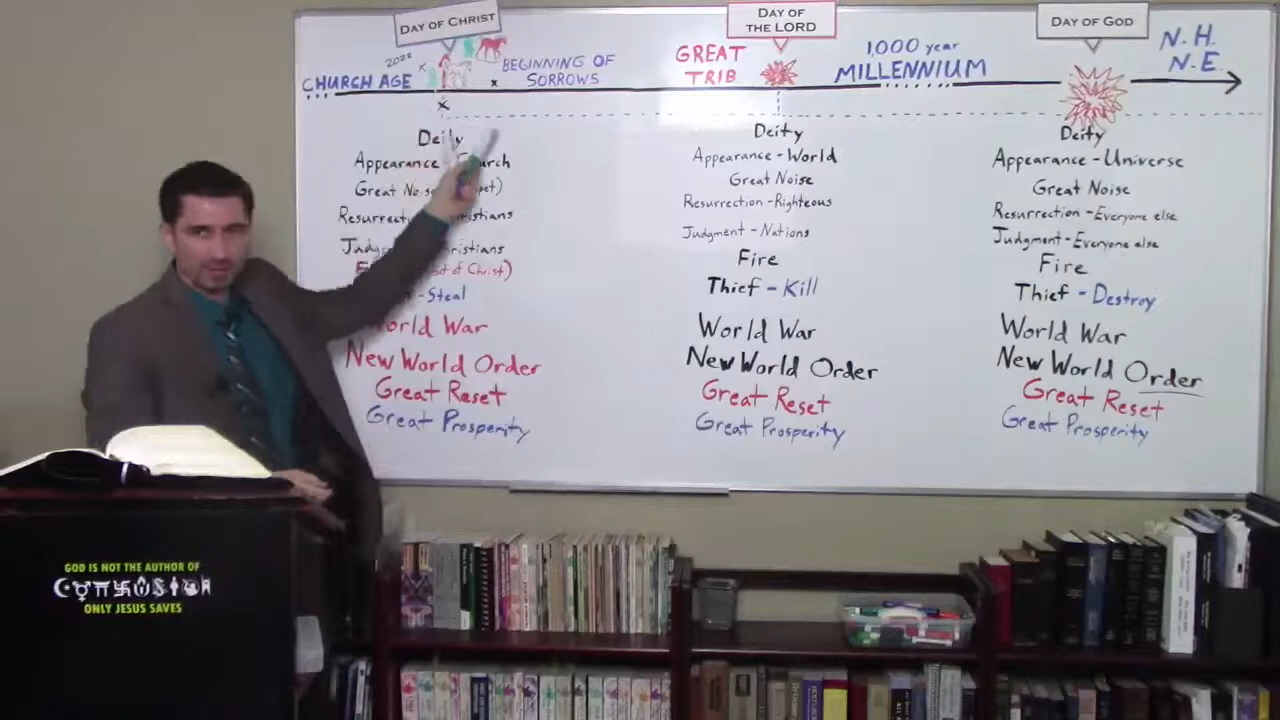 DAY OF CHRIST
DAY OF
THE LORD
DAY OF GOD
2022
CHURCH AGE
BEGINNING OF
SORROWS
GREAT
TRIB
1,000 year
MILLENNIUM
N.H.
N.E.
Deity
Appearance - Church
Great Noise
Resurrect
Judg
- Steal
World War
New World Order
Great Reset
Great Prosperity
Deity
Appearance - World
Great Noise
Resurrection - Righteous
Judgment - Nations
Fire
Thief - Kill
World War
New World Order
Great Reset
Great Prosperity
Deity
Appearance - Universe
Great Noise
Resurrection - Everyone else
Judgment - Everyone else
Fire
Thief - Destroy
World War
New World Order
Great Reset
Great Prosperity
GOD IS NOT THE AUTHOR OF
ONLY JESUS SAVES